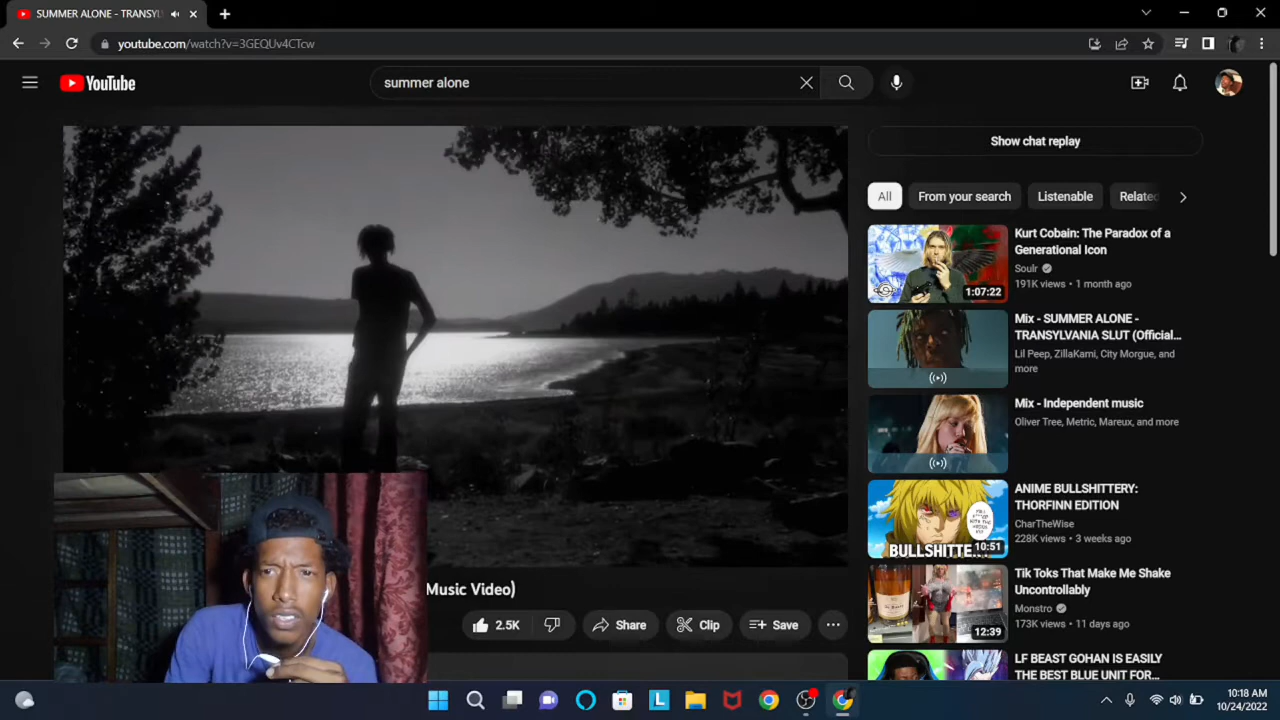 SUMMER ALONE - TRANSYL
youtube.com/watch?v=3GEQUv4CTcw
YouTube
summer alone
Show chat replay
All
From your search
Listenable
Related
Kurt Cobain: The Paradox of a
Generational Icon
Soulr
191K views • 1 month ago
1:07:22
Mix - SUMMER ALONE -
TRANSYLVANIA SLUT (Official...
Lil Peep, ZillaKami, City Morgue, and
more
Mix - Independent music
Oliver Tree, Metric, Mareux, and more
ANIME BULLSHITTERY:
THORFINN EDITION
CharTheWise
228K views • 3 weeks ago
BULLSHITTE...
10:51
Tik Toks That Make Me Shake
Uncontrollably
Monstro
173K views • 11 days ago
12:39
LF BEAST GOHAN IS EASILY
THE BEST BLUE UNIT FOR...
Music Video)
2.5K
Share
Clip
Save
10:18 AM
10/24/2022